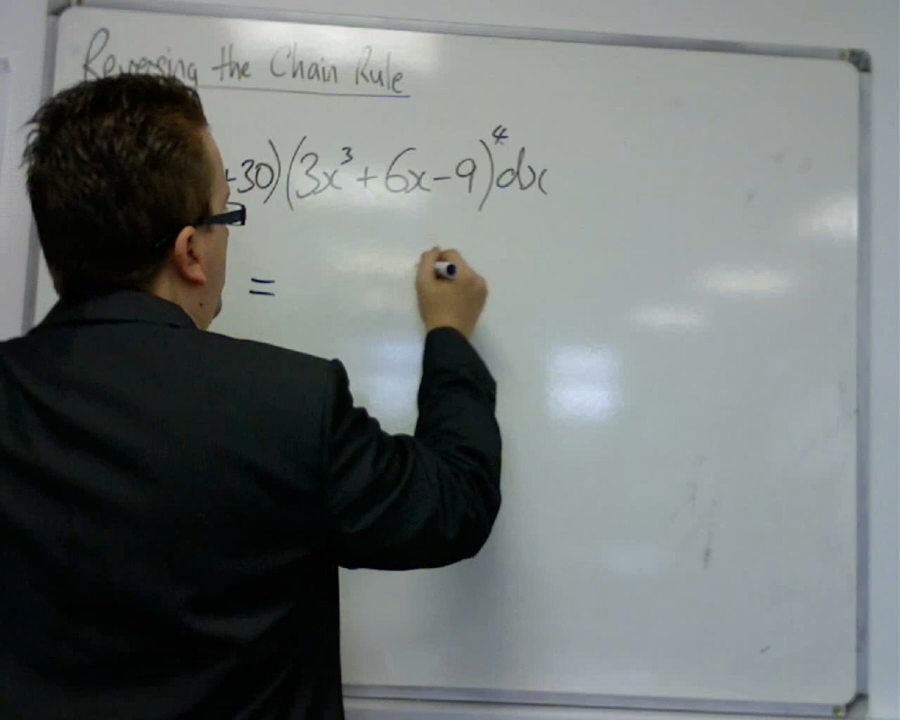 Reversing the Chain Rule
+30)(3x³+6x-9)⁴dx
=